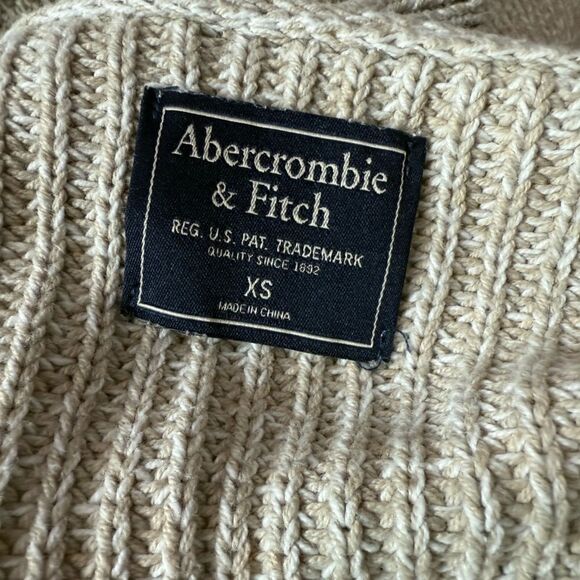 Abercrombie
& Fitch
REG. U.S. PAT. TRADEMARK
QUALITY SINCE 1892
XS
MADE IN CHINA